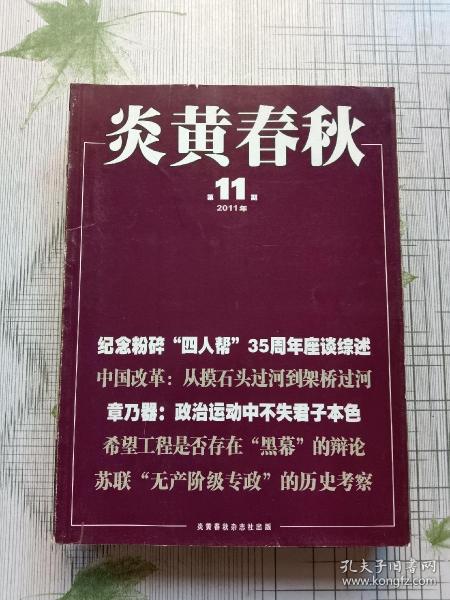 炎黄春秋
第11期
2011年
纪念粉碎“四人帮”35周年座谈综述
中国改革：从摸石头过河到架桥过河
章乃器：政治运动中不失君子本色
希望工程是否存在“黑幕”的辩论
苏联“无产阶级专政”的历史考察
炎黄春秋杂志社出版
孔夫子旧书网
www.kongfz.com